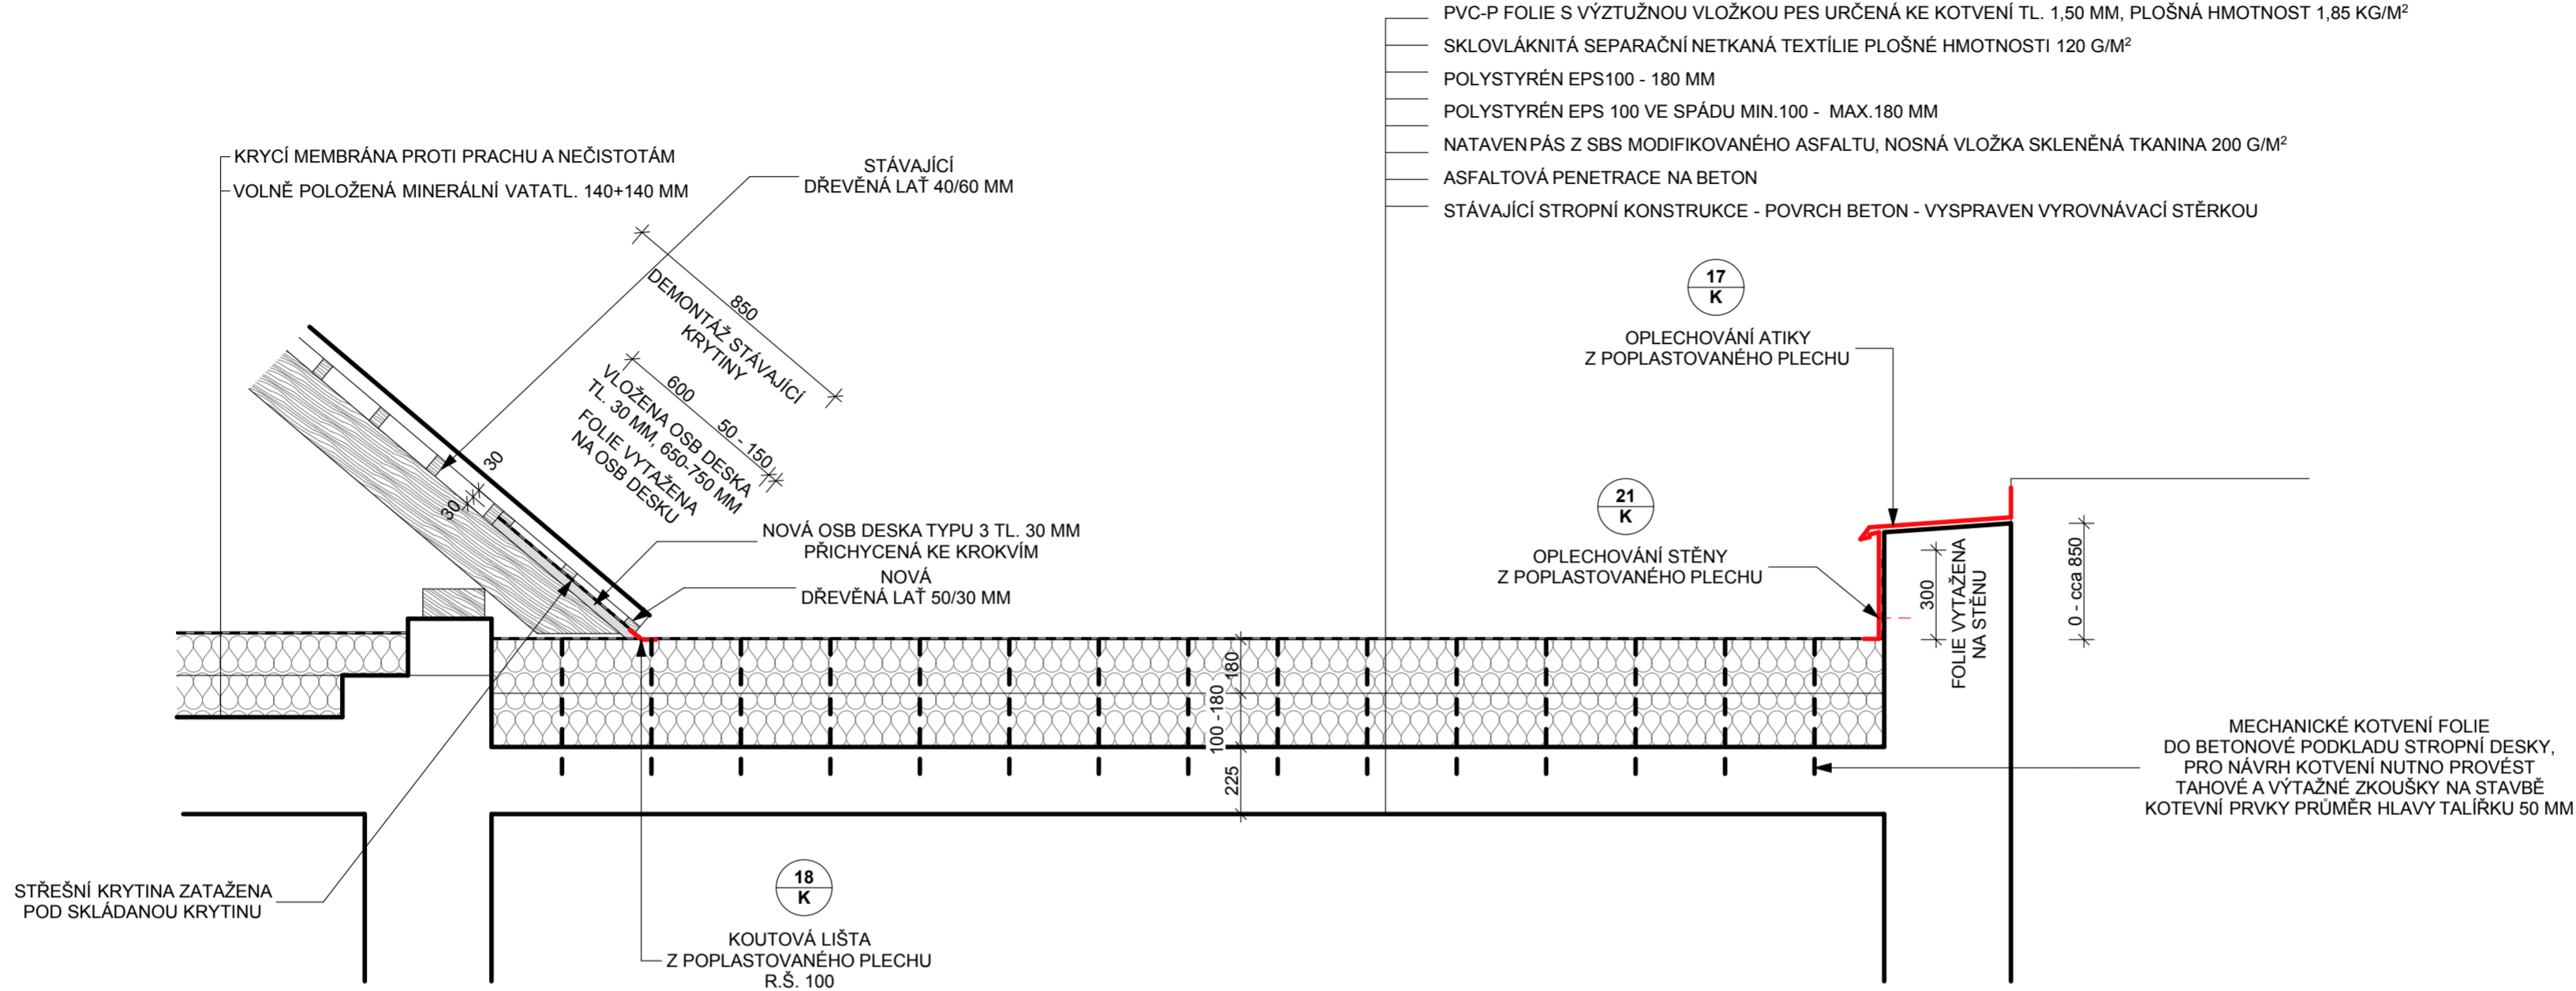 PVC-P FOLIE S VÝZTUŽNOU VLOŽKOU PES URČENÁ KE KOTVENÍ TL. 1,50 MM, PLOŠNÁ HMOTNOST 1,85 KG/M²
SKLOVLÁKNITÁ SEPARAČNÍ NETKANÁ TEXTÍLIE PLOŠNÉ HMOTNOSTI 120 G/M²
POLYSTYRÉN EPS100 - 180 MM
POLYSTYRÉN EPS 100 VE SPÁDU MIN.100 - MAX.180 MM
NATAVEN PÁS Z SBS MODIFIKOVANÉHO ASFALTU, NOSNÁ VLOŽKA SKLENĚNÁ TKANINA 200 G/M²
ASFALTOVÁ PENETRACE NA BETON
STÁVAJÍCÍ STROPNÍ KONSTRUKCE - POVRCH BETON - VYSPRAVEN VYROVNÁVACÍ STĚRKOU
KRYCÍ MEMBRÁNA PROTI PRACHU A NEČISTOTÁM
VOLNĚ POLOŽENÁ MINERÁLNÍ VATATL. 140+140 MM
STÁVAJÍCÍ
DŘEVĚNÁ LAŤ 40/60 MM
850
DEMONTÁŽ STÁVAJÍCÍ
KRYTINY
600
50 - 150
VLOŽENA OSB DESKA
TL. 30 MM, 650-750 MM
FOLIE VYTAŽENA
NA OSB DESKU
30
30
NOVÁ OSB DESKA TYPU 3 TL. 30 MM
PŘICHYCENÁ KE KROKVÍM
NOVÁ
DŘEVĚNÁ LAŤ 50/30 MM
17
K
OPLECHOVÁNÍ ATIKY
Z POPLASTOVANÉHO PLECHU
21
K
OPLECHOVÁNÍ STĚNY
Z POPLASTOVANÉHO PLECHU
300
FOLIE VYTAŽENA
NA STĚNU
0 - cca 850
180
100 -180
225
MECHANICKÉ KOTVENÍ FOLIE
DO BETONOVÉ PODKLADU STROPNÍ DESKY,
PRO NÁVRH KOTVENÍ NUTNO PROVÉST
TAHOVÉ A VÝTAŽNÉ ZKOUŠKY NA STAVBĚ
KOTEVNÍ PRVKY PRŮMĚR HLAVY TALÍŘKU 50 MM
STŘEŠNÍ KRYTINA ZATAŽENA
POD SKLÁDANOU KRYTINU
18
K
KOUTOVÁ LIŠTA
Z POPLASTOVANÉHO PLECHU
R.Š. 100